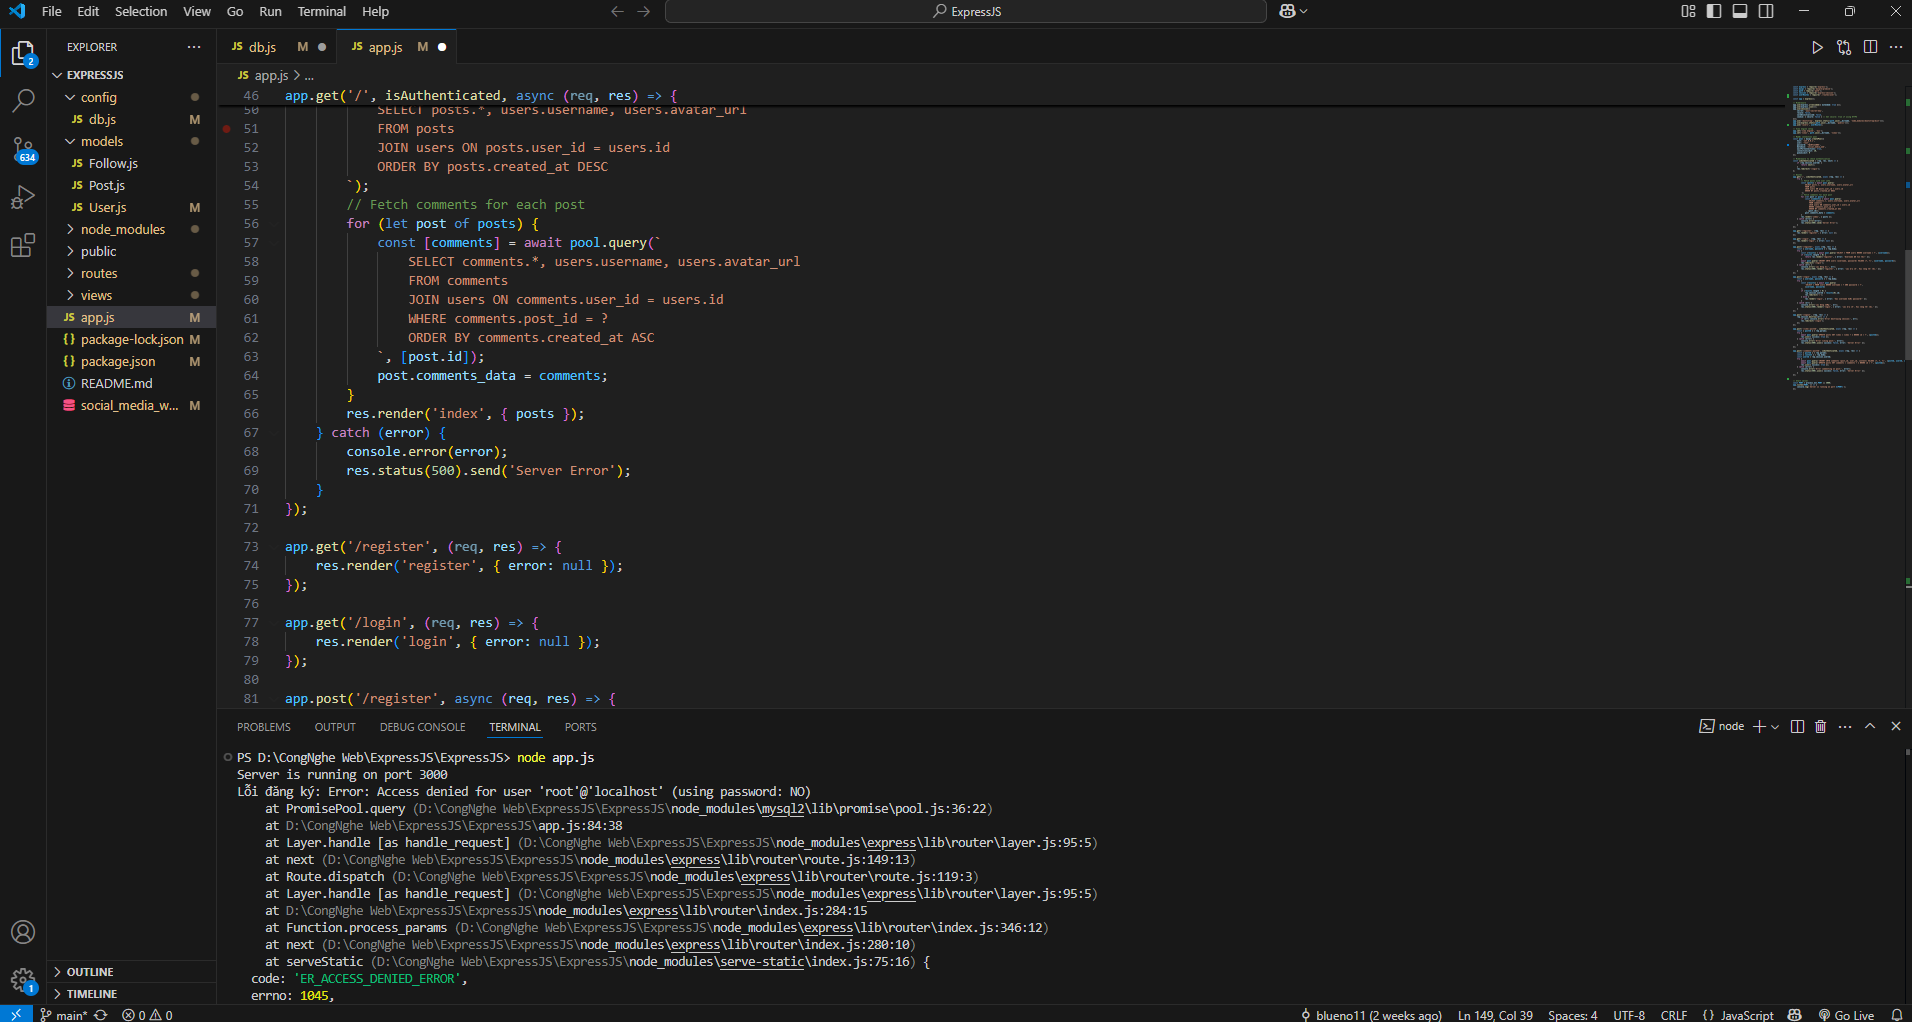 File Edit Selection View Go Run Terminal Help
ExpressJS
EXPLORER
EXPRESSJS
config
JS db.js M
models
JS Follow.js
JS Post.js
JS User.js M
node_modules
public
routes
views
JS app.js M
{} package-lock.json M
{} package.json M
README.md
social_media_w... M
OUTLINE
TIMELINE
2
634
1
JS db.js M
JS app.js M
JS app.js > ...
46 app.get('/', isAuthenticated, async (req, res) => {
50 SELECT posts.*, users.username, users.avatar_url
51 FROM posts
52 JOIN users ON posts.user_id = users.id
53 ORDER BY posts.created_at DESC
54 `);
55 // Fetch comments for each post
56 for (let post of posts) {
57 const [comments] = await pool.query(`
58 SELECT comments.*, users.username, users.avatar_url
59 FROM comments
60 JOIN users ON comments.user_id = users.id
61 WHERE comments.post_id = ?
62 ORDER BY comments.created_at ASC
63 `, [post.id]);
64 post.comments_data = comments;
65 }
66 res.render('index', { posts });
67 } catch (error) {
68 console.error(error);
69 res.status(500).send('Server Error');
70 }
71 });
72
73 app.get('/register', (req, res) => {
74 res.render('register', { error: null });
75 });
76
77 app.get('/login', (req, res) => {
78 res.render('login', { error: null });
79 });
80
81 app.post('/register', async (req, res) => {
PROBLEMS OUTPUT DEBUG CONSOLE TERMINAL PORTS
node
PS D:\CongNghe Web\ExpressJS\ExpressJS> node app.js
Server is running on port 3000
Lỗi đăng ký: Error: Access denied for user 'root'@'localhost' (using password: NO)
at PromisePool.query (D:\CongNghe Web\ExpressJS\ExpressJS\node_modules\mysql2\lib\promise\pool.js:36:22)
at D:\CongNghe Web\ExpressJS\ExpressJS\app.js:84:38
at Layer.handle [as handle_request] (D:\CongNghe Web\ExpressJS\ExpressJS\node_modules\express\lib\router\layer.js:95:5)
at next (D:\CongNghe Web\ExpressJS\ExpressJS\node_modules\express\lib\router\route.js:149:13)
at Route.dispatch (D:\CongNghe Web\ExpressJS\ExpressJS\node_modules\express\lib\router\route.js:119:3)
at Layer.handle [as handle_request] (D:\CongNghe Web\ExpressJS\ExpressJS\node_modules\express\lib\router\layer.js:95:5)
at D:\CongNghe Web\ExpressJS\ExpressJS\node_modules\express\lib\router\index.js:284:15
at Function.process_params (D:\CongNghe Web\ExpressJS\ExpressJS\node_modules\express\lib\router\index.js:346:12)
at next (D:\CongNghe Web\ExpressJS\ExpressJS\node_modules\express\lib\router\index.js:280:10)
at serveStatic (D:\CongNghe Web\ExpressJS\ExpressJS\node_modules\serve-static\index.js:75:16) {
code: 'ER_ACCESS_DENIED_ERROR',
errno: 1045,
main* 0 0 blueno11 (2 weeks ago) Ln 149, Col 39 Spaces: 4 UTF-8 CRLF {} JavaScript Go Live